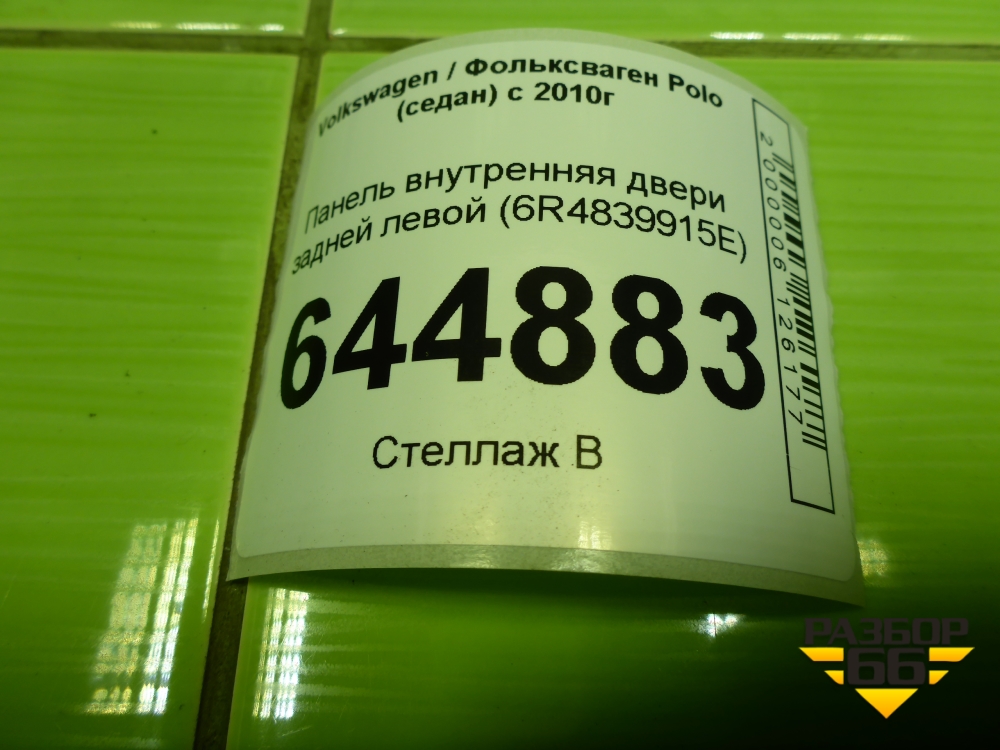 Volkswagen / Фольксваген Polo
(седан) с 2010г
Панель внутренняя двери
задней левой (6R4839915E)
644883
Стеллаж В
2000006126177
РАЗБОР
66